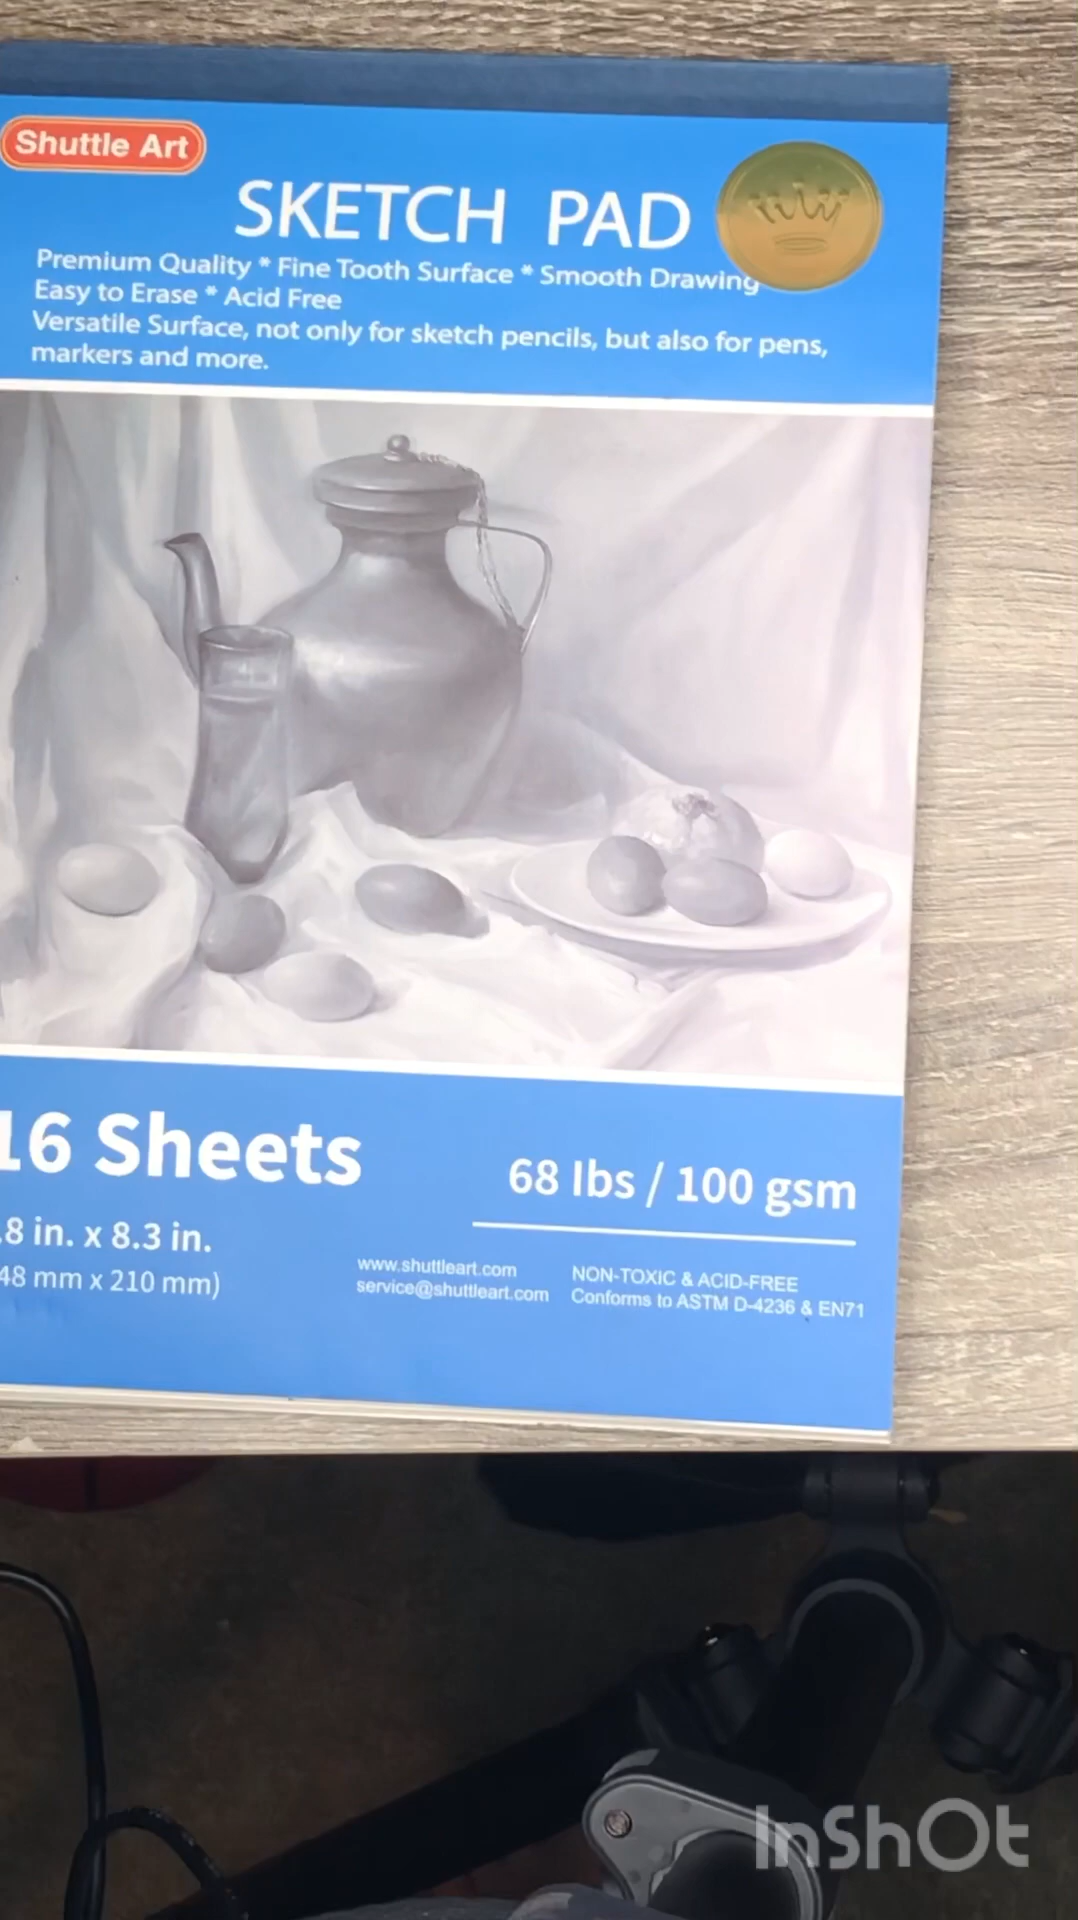 Shuttle Art
SKETCH PAD
Premium Quality * Fine Tooth Surface * Smooth Drawing
Easy to Erase * Acid Free
Versatile Surface, not only for sketch pencils, but also for pens,
markers and more.
16 Sheets
68 lbs / 100 gsm
.8 in. x 8.3 in.
48 mm x 210 mm)
www.shuttleart.com
service@shuttleart.com
NON-TOXIC & ACID-FREE
Conforms to ASTM D-4236 & EN71
InShOt